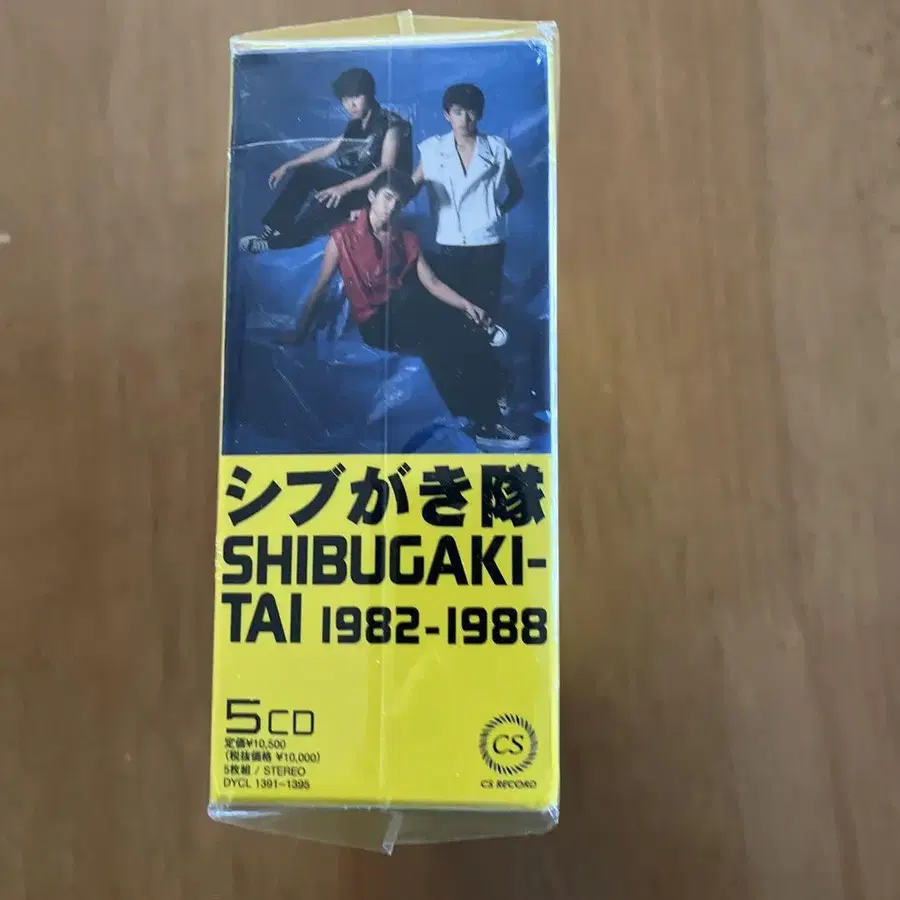 シブがき隊
SHIBUGAKI-
TAI 1982-1988
5CD
定価¥10,500
(税抜価格 ¥10,000)
5枚組 / STEREO
DYCL 1391-1395
CS
CS RECORD